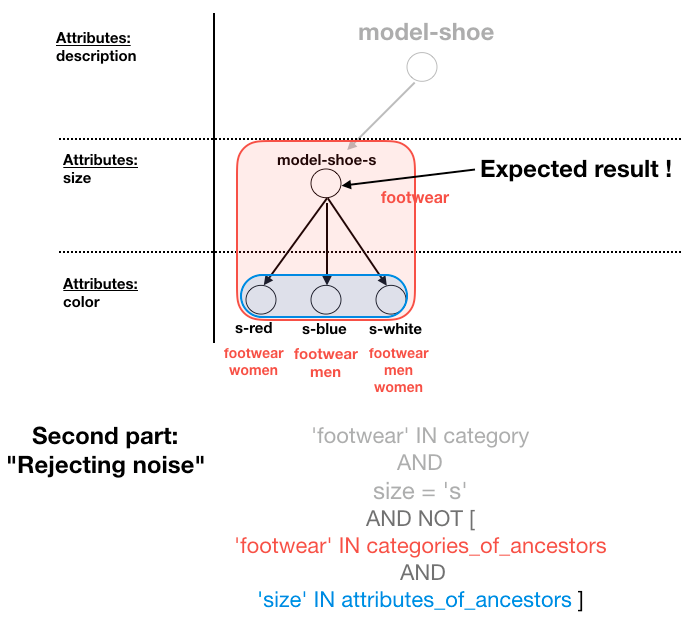 Attributes:
description
model-shoe
Attributes:
size
model-shoe-s
Expected result !
footwear
Attributes:
color
s-red
s-blue
s-white
footwear
women
footwear
men
footwear
men
women
Second part:
"Rejecting noise"
'footwear' IN category
AND
size = 's'
AND NOT [
'footwear' IN categories_of_ancestors
AND
'size' IN attributes_of_ancestors ]